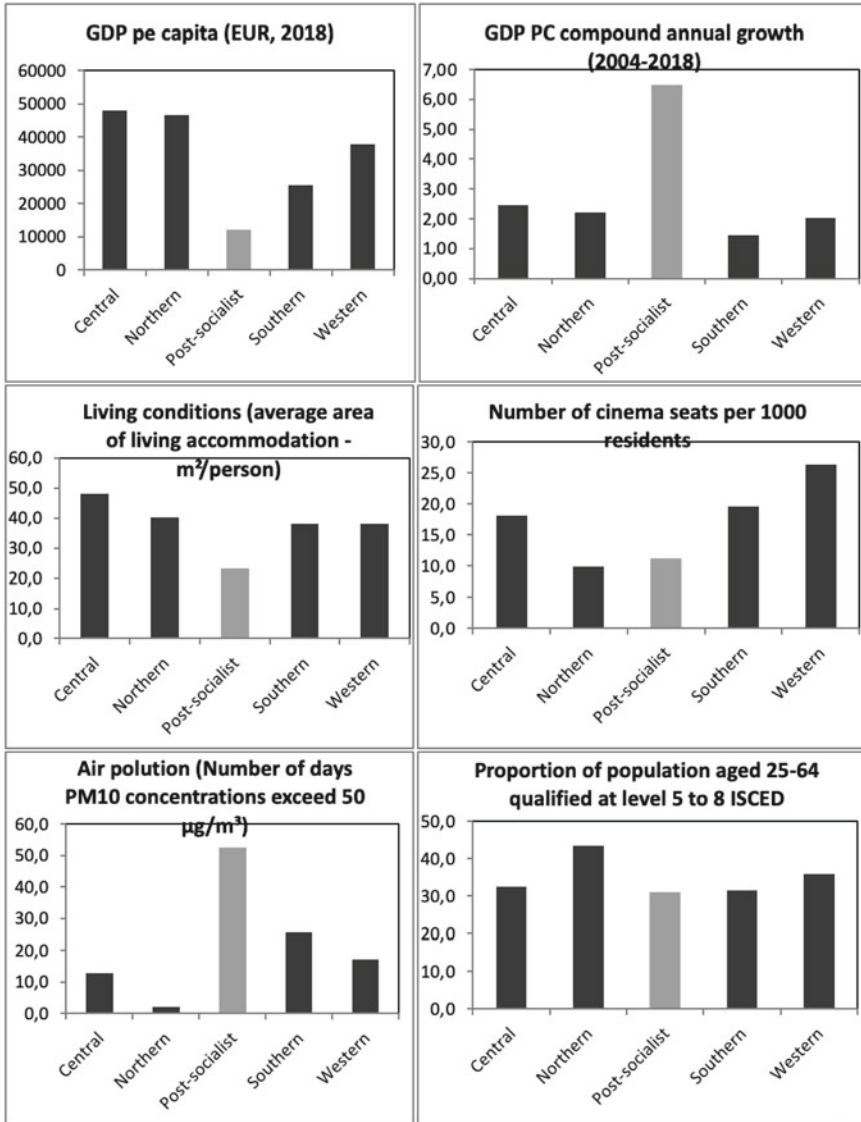 GDP pe capita (EUR, 2018)
60000
50000
40000
30000
20000
10000
0
Central
Northern
Post-socialist
Southern
Western
GDP PC compound annual growth
(2004-2018)
7,00
6,00
5,00
4,00
3,00
2,00
1,00
0,00
Central
Northern
Post-socialist
Southern
Western
Living conditions (average area
of living accommodation -
m²/person)
60,0
50,0
40,0
30,0
20,0
10,0
0,0
Central
Northern
Post-socialist
Southern
Western
Number of cinema seats per 1000
residents
30,0
25,0
20,0
15,0
10,0
5,0
0,0
Central
Northern
Post-socialist
Southern
Western
Air polution (Number of days
PM10 concentrations exceed 50
µg/m³)
60,0
50,0
40,0
30,0
20,0
10,0
0,0
Central
Northern
Post-socialist
Southern
Western
Proportion of population aged 25-64
qualified at level 5 to 8 ISCED
50,0
40,0
30,0
20,0
10,0
0,0
Central
Northern
Post-socialist
Southern
Western